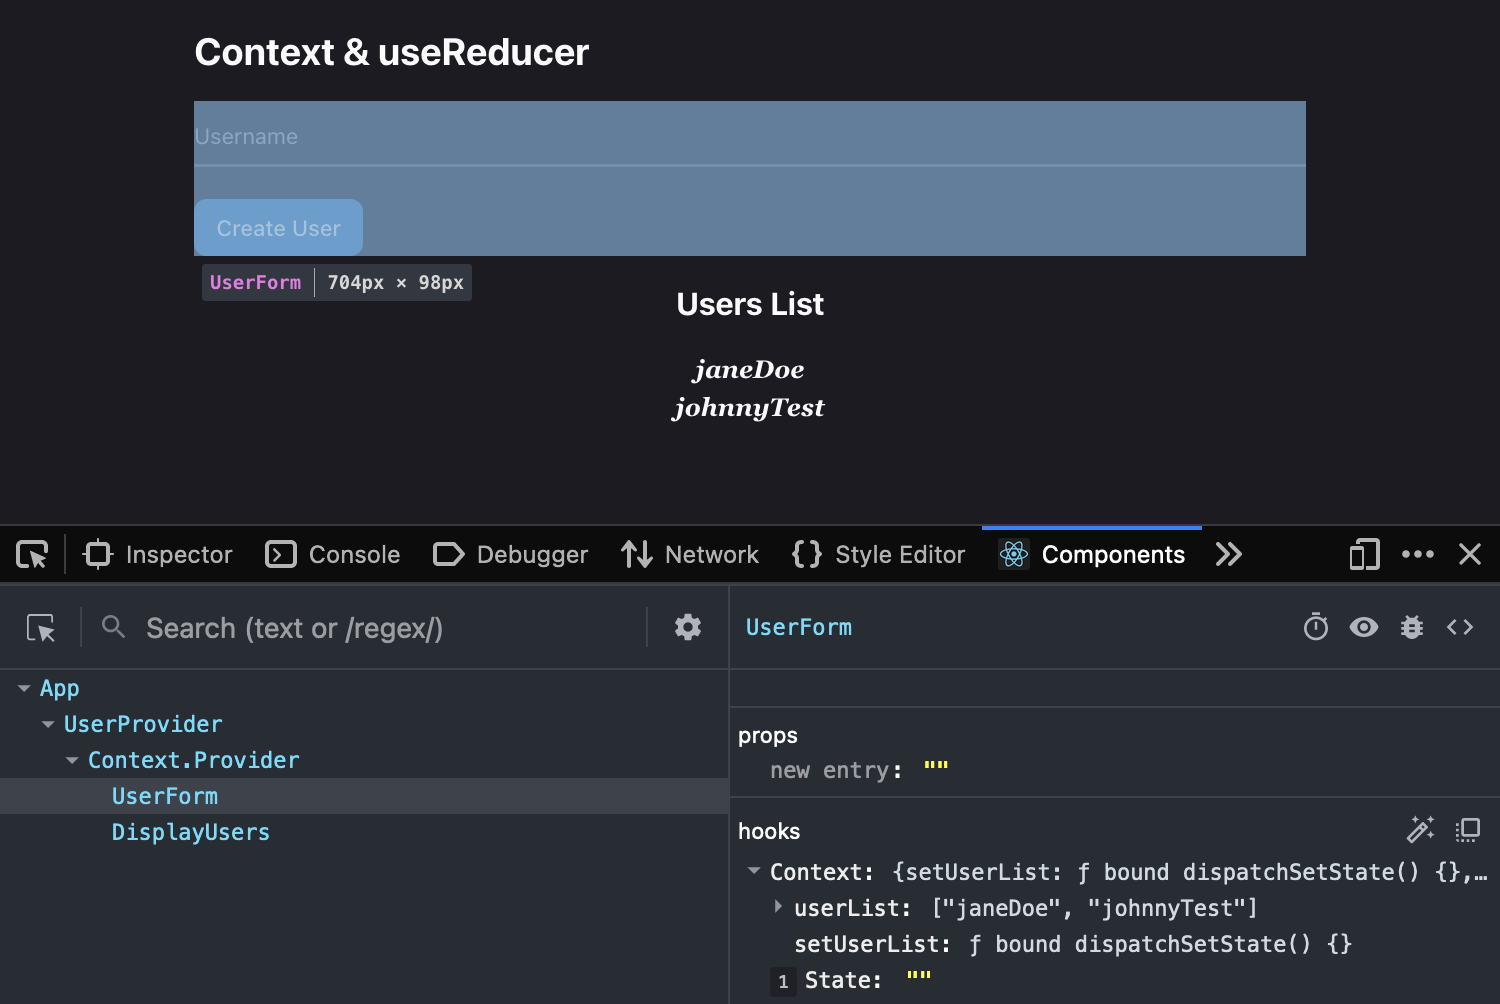 Context & useReducer
Username
Create User
UserForm 704px × 98px
Users List
janeDoe
johnnyTest
Inspector Console Debugger Network Style Editor Components
Search (text or /regex/)
UserForm
App
UserProvider
Context.Provider
UserForm
DisplayUsers
props
new entry: ""
hooks
Context: {setUserList: ƒ bound dispatchSetState() {},…
userList: ["janeDoe", "johnnyTest"]
setUserList: ƒ bound dispatchSetState() {}
1 State: ""